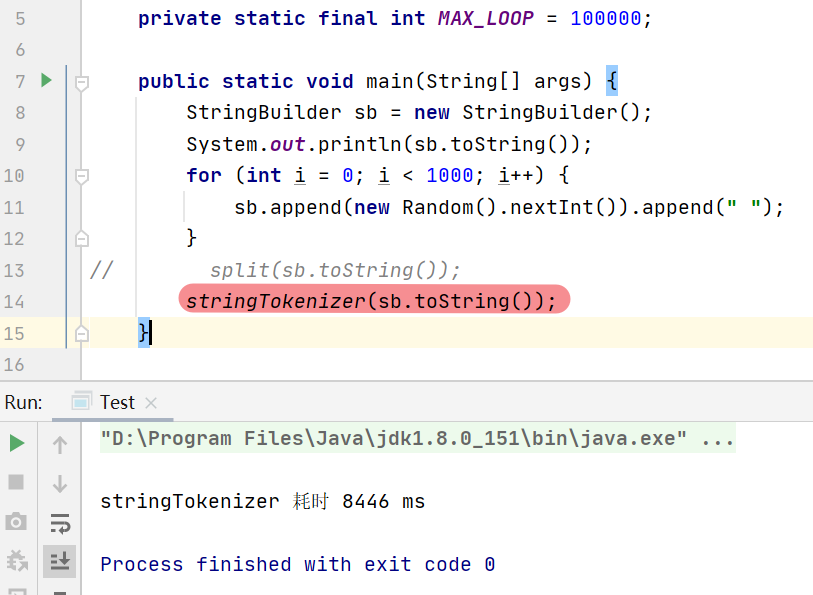 5 private static final int MAX_LOOP = 100000;
6
7 public static void main(String[] args) {
8 StringBuilder sb = new StringBuilder();
9 System.out.println(sb.toString());
10 for (int i = 0; i < 1000; i++) {
11 sb.append(new Random().nextInt()).append(" ");
12 }
13 // split(sb.toString());
14 stringTokenizer(sb.toString());
15 }
16
Run: Test ×
"D:\Program Files\Java\jdk1.8.0_151\bin\java.exe" ...
stringTokenizer 耗时 8446 ms
Process finished with exit code 0